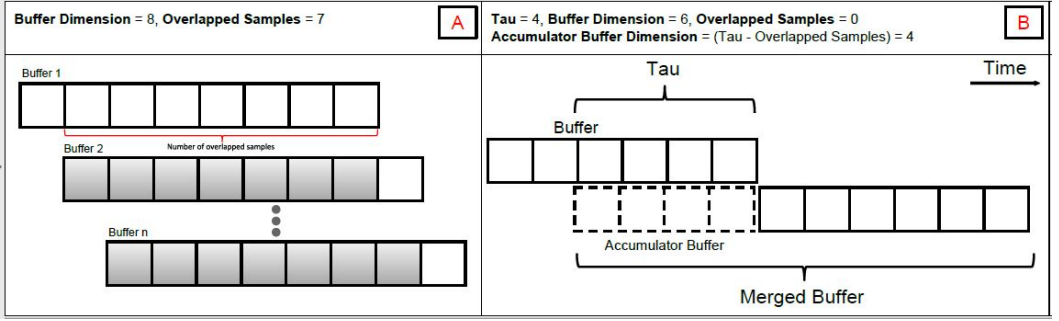 Buffer Dimension = 8, Overlapped Samples = 7
A
Buffer 1
Number of overlapped samples
Buffer 2
Buffer n
Tau = 4, Buffer Dimension = 6, Overlapped Samples = 0
Accumulator Buffer Dimension = (Tau - Overlapped Samples) = 4
B
Tau
Time
Buffer
Accumulator Buffer
Merged Buffer